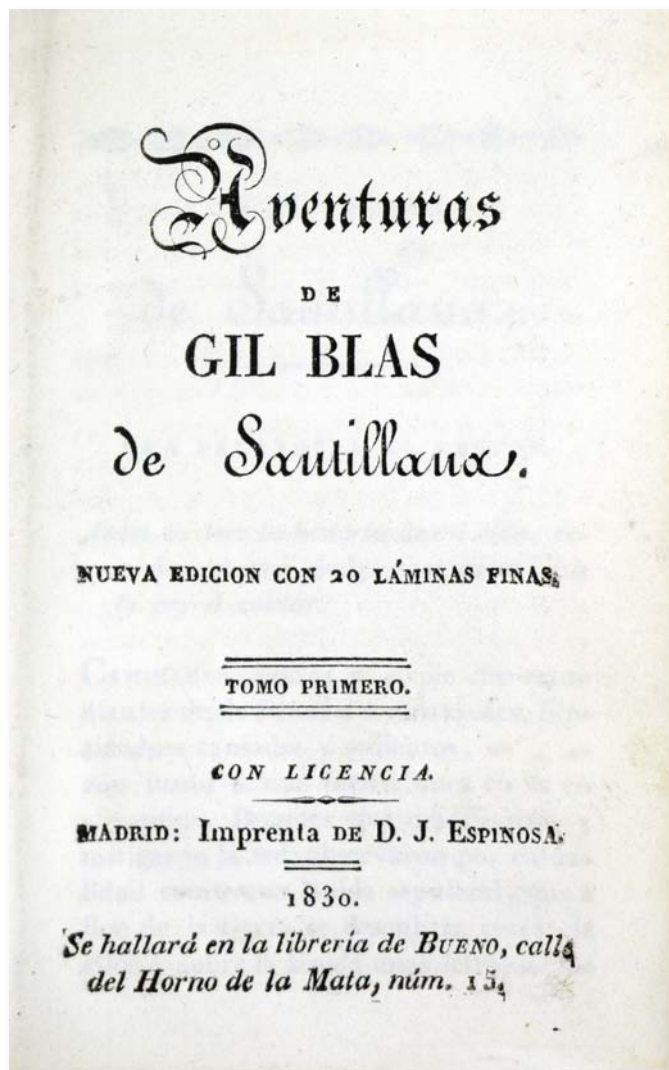 Aventuras
DE
GIL BLAS
de Santillana.
NUEVA EDICION CON 20 LÁMINAS FINAS.
TOMO PRIMERO.
CON LICENCIA.
MADRID: Imprenta DE D. J. ESPINOSA.
1830.
Se hallará en la libreria de BUENO, calle
del Horno de la Mata, núm. 15.